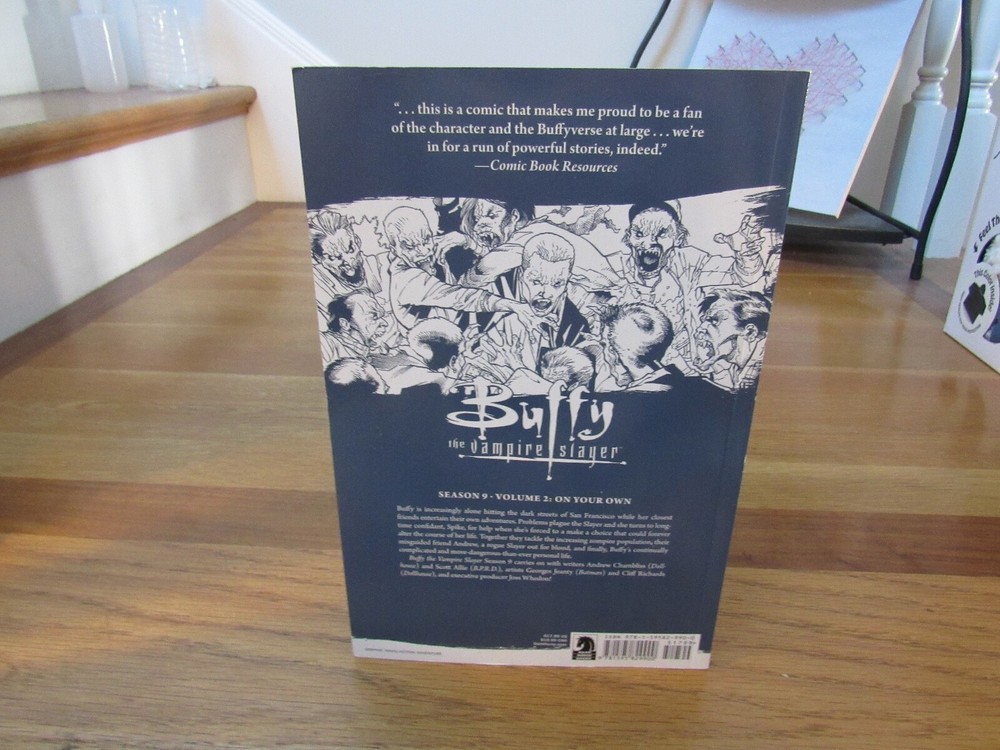 “. . . this is a comic that makes me proud to be a fan
of the character and the Buffyverse at large . . . we’re
in for a run of powerful stories, indeed.”
—Comic Book Resources
Buffy
the vampire slayer
SEASON 9 · VOLUME 2: ON YOUR OWN
Buffy is increasingly alone hitting the dark streets of San Francisco while her closest
friends entertain their own adventures. Problems plague the Slayer and she turns to long-
time confidant, Spike, for help when she’s forced to a make a choice that could forever
alter the course of her life. Together they tackle the increasing zompire population, their
misguided friend Andrew, a rogue Slayer out for blood, and finally, Buffy’s continually
complicated and more-dangerous-than-ever personal life.
Buffy the Vampire Slayer Season 9 carries on with writers Andrew Chambliss (Doll-
house) and Scott Allie (B.P.R.D.), artists Georges Jeanty (Batman) and Cliff Richards
(Dollhouse), and executive producer Joss Whedon!
Feel